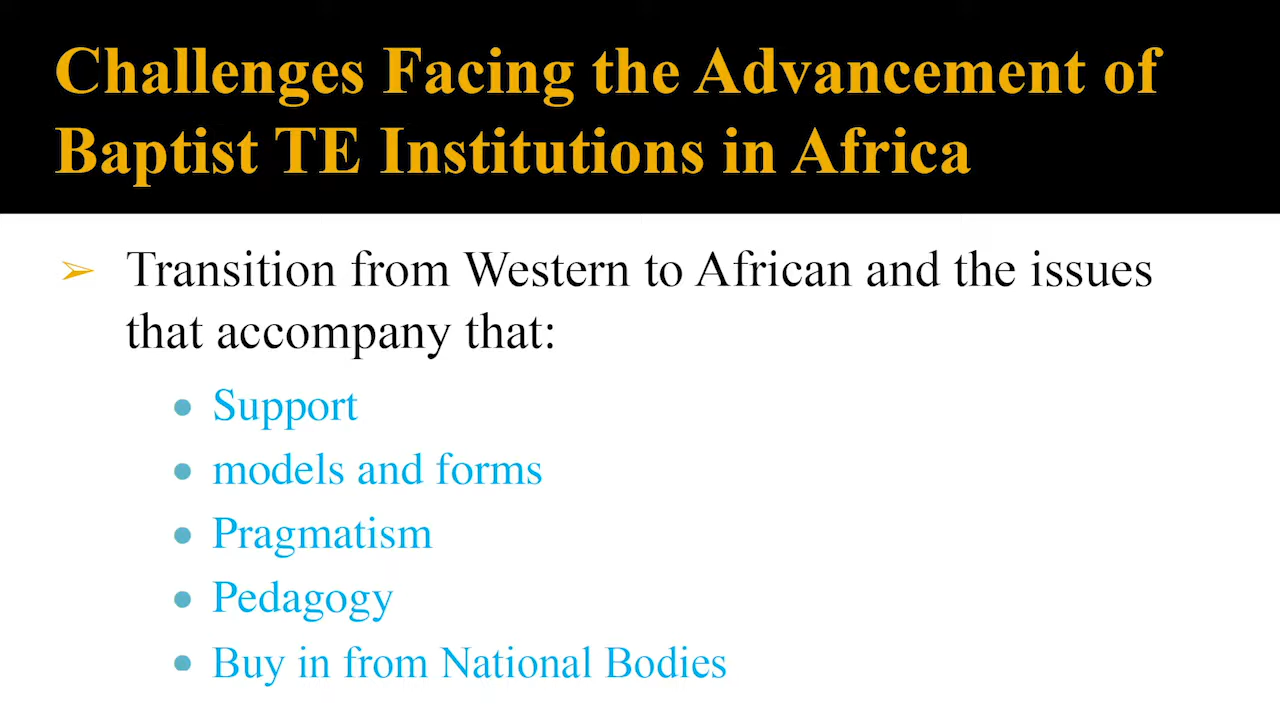 Challenges Facing the Advancement of
Baptist TE Institutions in Africa
➢ Transition from Western to African and the issues
that accompany that:
• Support
• models and forms
• Pragmatism
• Pedagogy
• Buy in from National Bodies